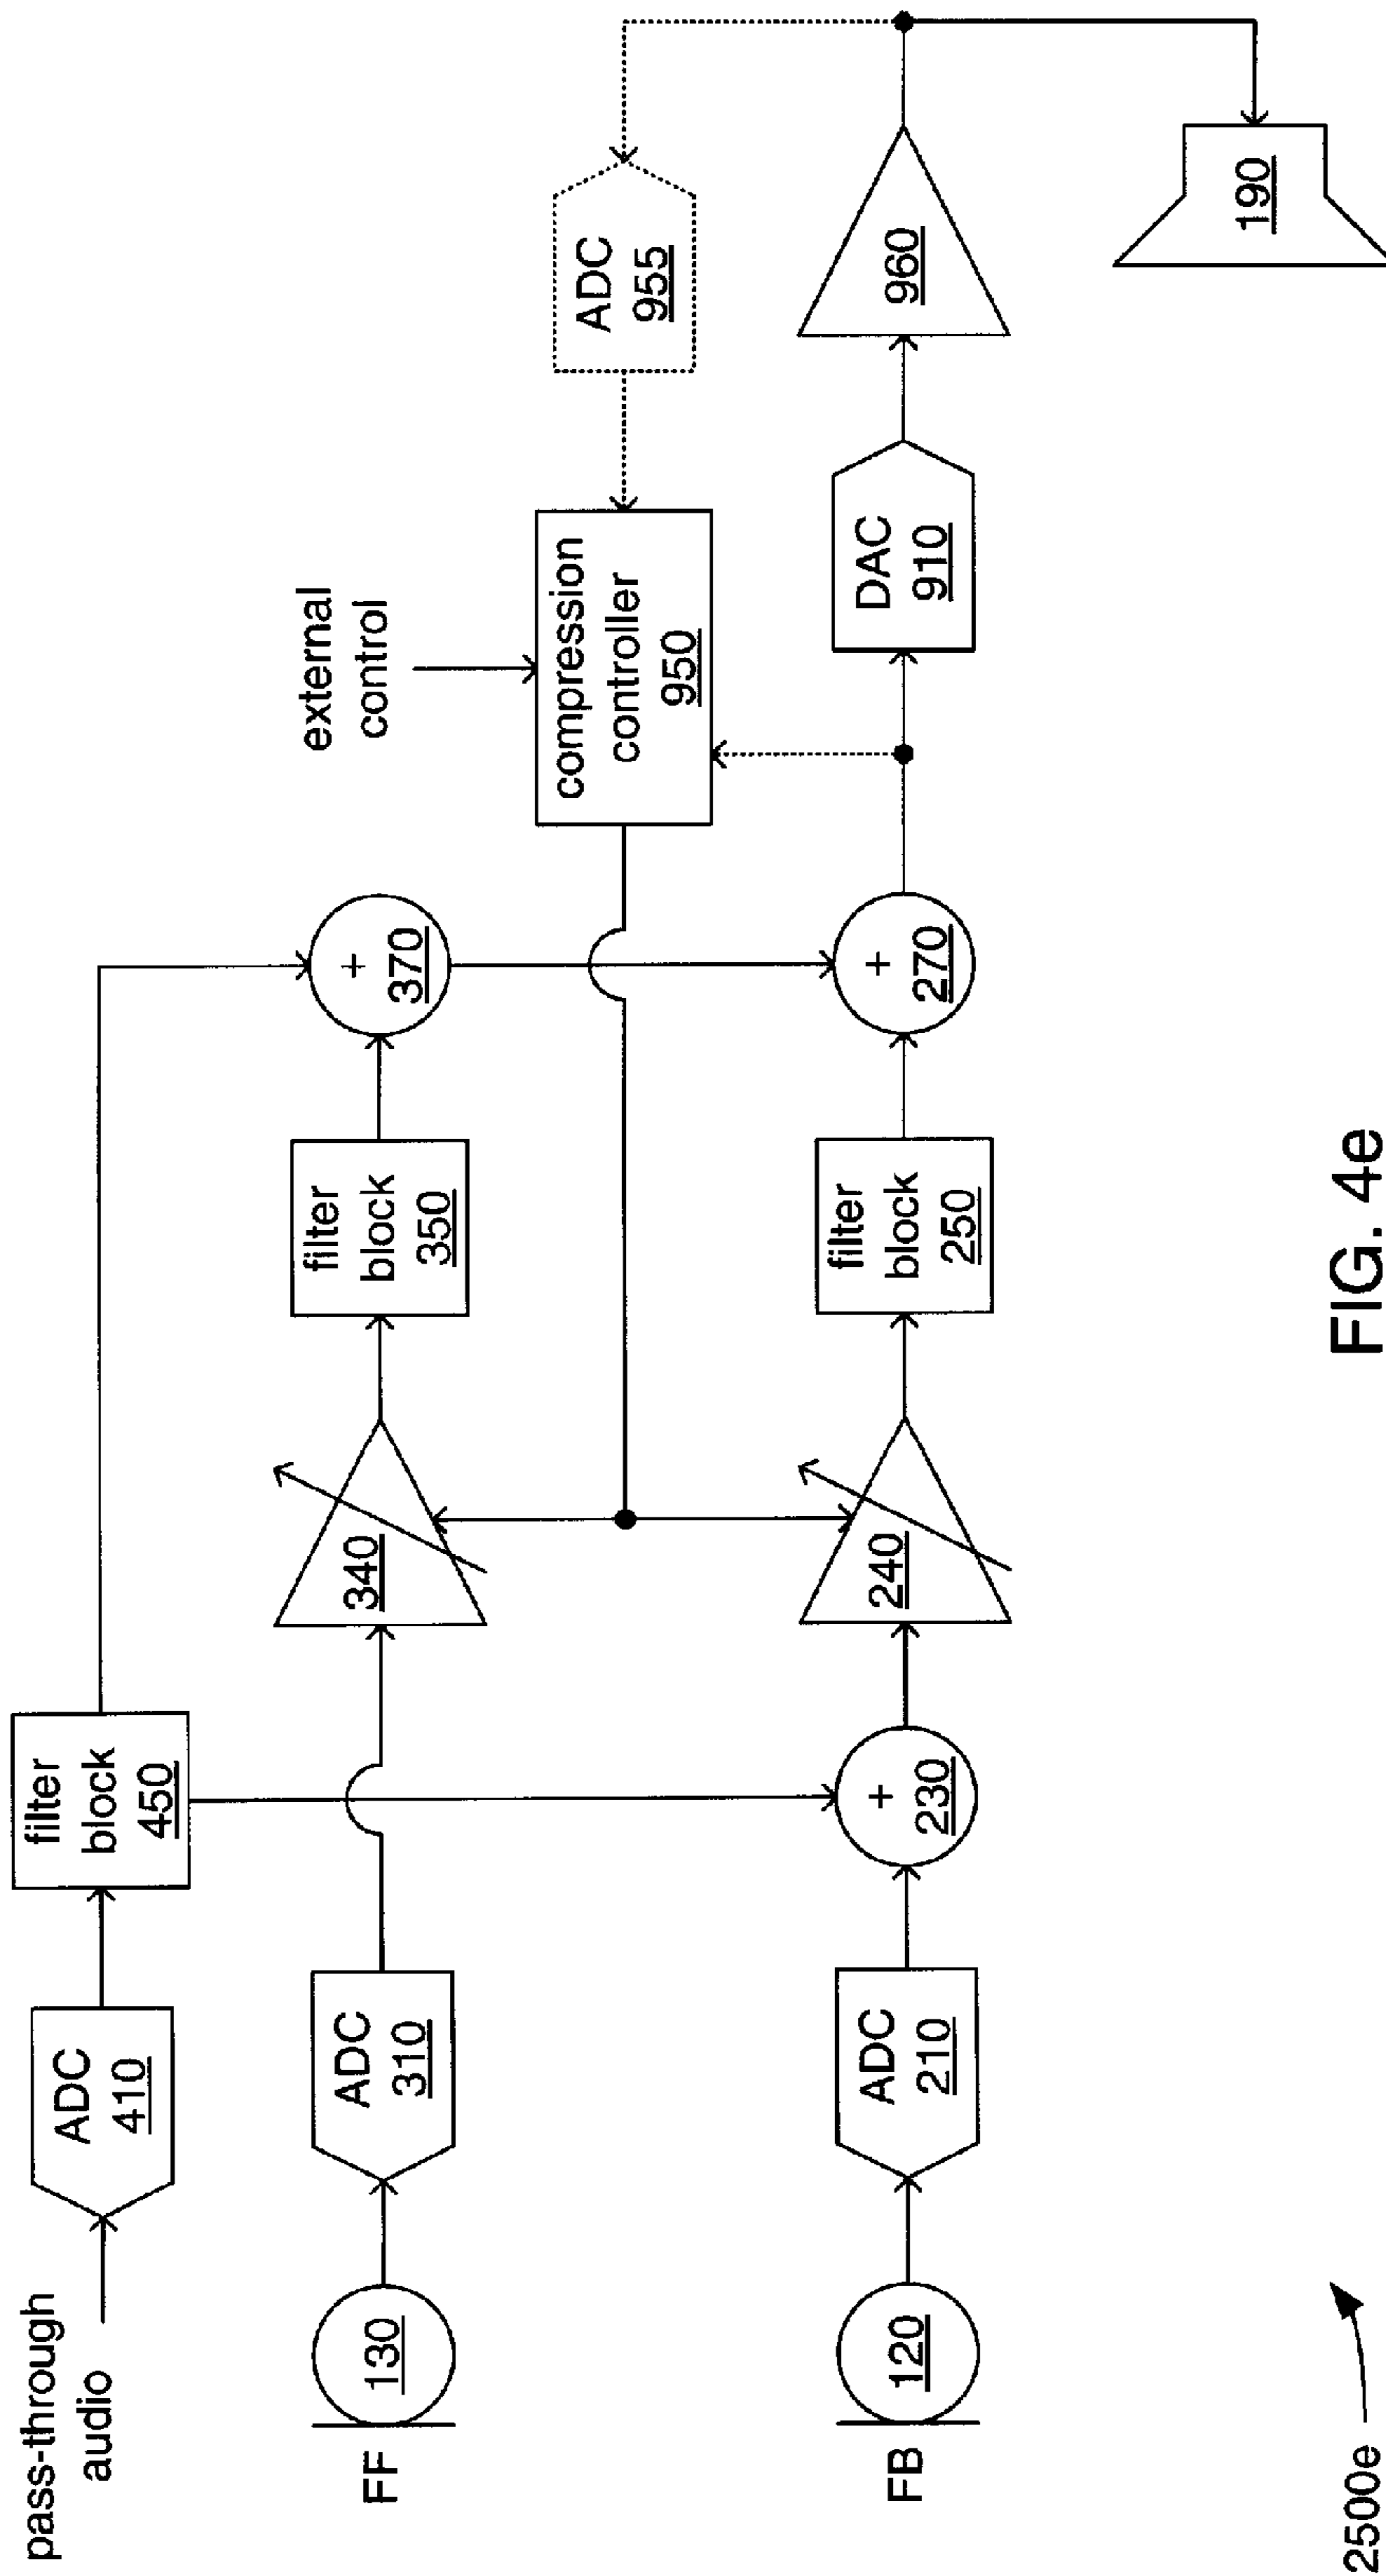 pass-through
audio
ADC
410
filter
block
450
FF
130
ADC
310
340
filter
block
350
+
370
external
control
compression
controller
950
ADC
955
FB
120
ADC
210
+
230
240
filter
block
250
+
270
DAC
910
960
190
2500e
FIG. 4e